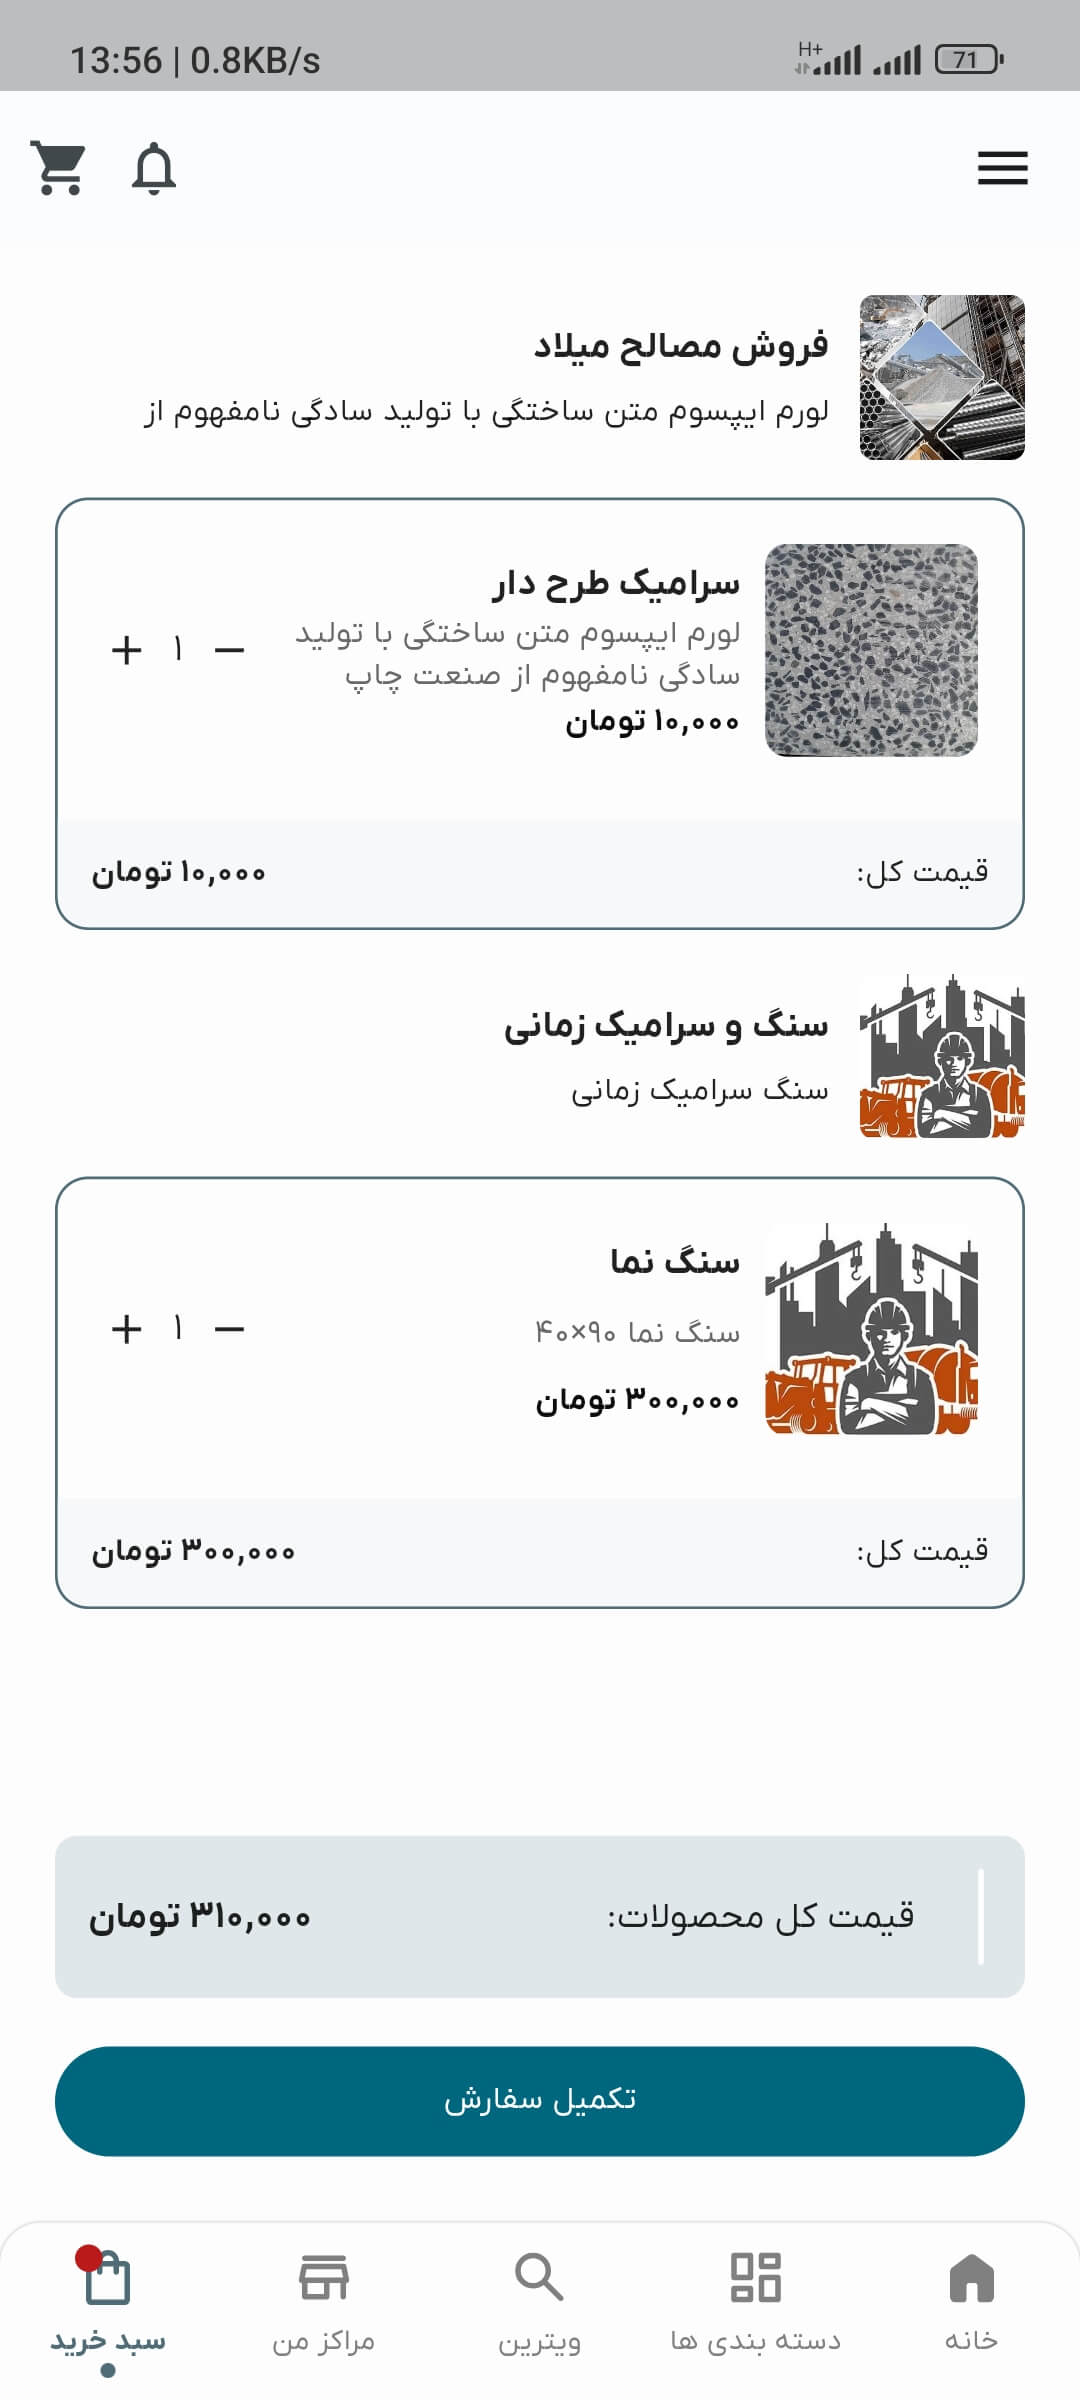 13:56 | 0.8KB/s
H+
71
فروش مصالح میلاد
لورم ایپسوم متن ساختگی با تولید سادگی نامفهوم از
سرامیک طرح دار
لورم ایپسوم متن ساختگی با تولید
سادگی نامفهوم از صنعت چاپ
۱۰,۰۰۰ تومان
− ۱ +
قیمت کل: ۱۰,۰۰۰ تومان
سنگ و سرامیک زمانی
سنگ سرامیک زمانی
سنگ نما
سنگ نما ۹۰×۴۰
۳۰۰,۰۰۰ تومان
− ۱ +
قیمت کل: ۳۰۰,۰۰۰ تومان
قیمت کل محصولات: ۳۱۰,۰۰۰ تومان
تکمیل سفارش
خانه
دسته بندی ها
ویترین
مراکز من
سبد خرید